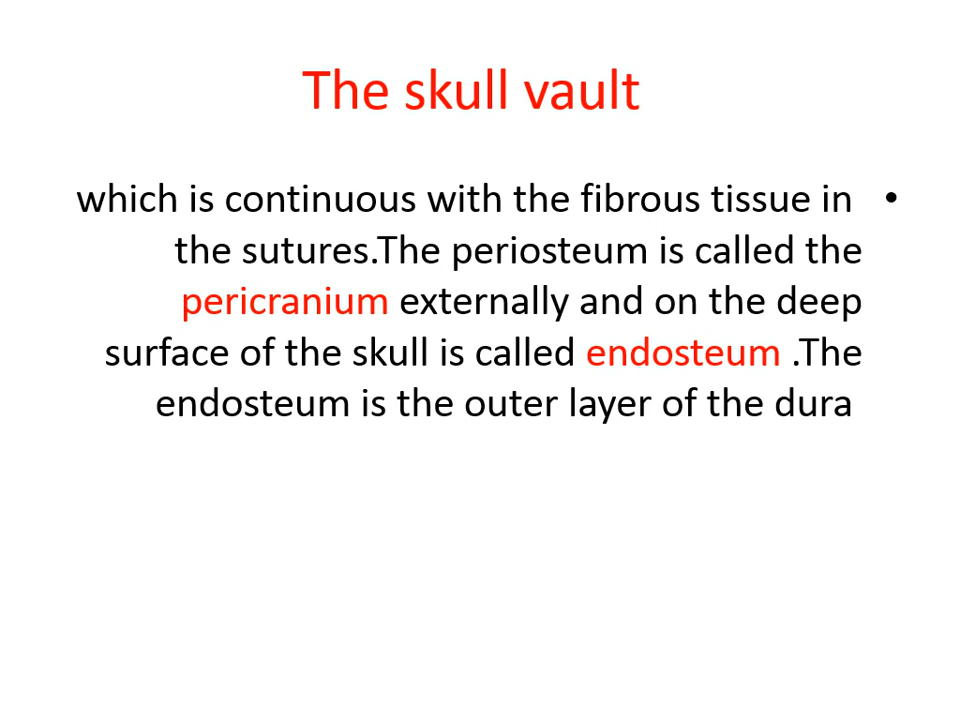 The skull vault
• which is continuous with the fibrous tissue in
the sutures.The periosteum is called the
pericranium externally and on the deep
surface of the skull is called endosteum .The
endosteum is the outer layer of the dura